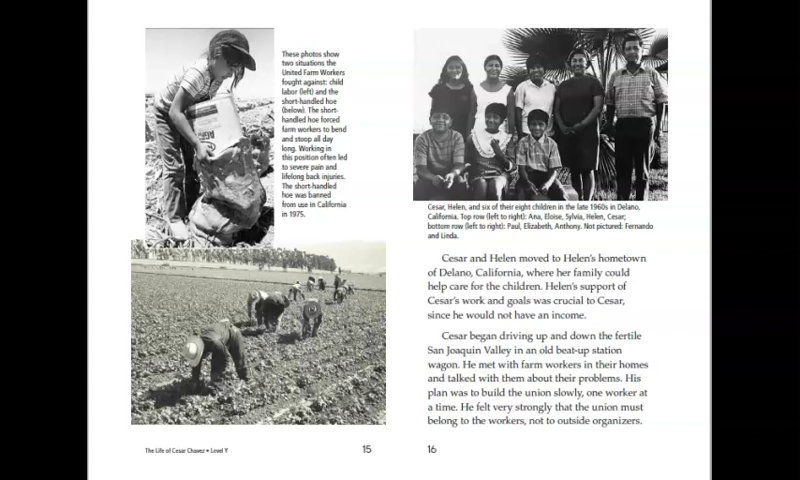 These photos show
two situations the
United Farm Workers
fought against: child
labor (left) and the
short-handled hoe
(below). The short-
handled hoe forced
farm workers to bend
and stoop all day
long. Working in
this position often led
to severe pain and
lifelong back injuries.
The short-handled
hoe was banned
from use in California
in 1975.
The Life of Cesar Chavez • Level Y
15
Cesar, Helen, and six of their eight children in the late 1960s in Delano,
California. Top row (left to right): Ana, Eloise, Sylvia, Helen, Cesar;
bottom row (left to right): Paul, Elizabeth, Anthony. Not pictured: Fernando
and Linda.
Cesar and Helen moved to Helen's hometown
of Delano, California, where her family could
help care for the children. Helen's support of
Cesar's work and goals was crucial to Cesar,
since he would not have an income.
Cesar began driving up and down the fertile
San Joaquin Valley in an old beat-up station
wagon. He met with farm workers in their homes
and talked with them about their problems. His
plan was to build the union slowly, one worker at
a time. He felt very strongly that the union must
belong to the workers, not to outside organizers.
16